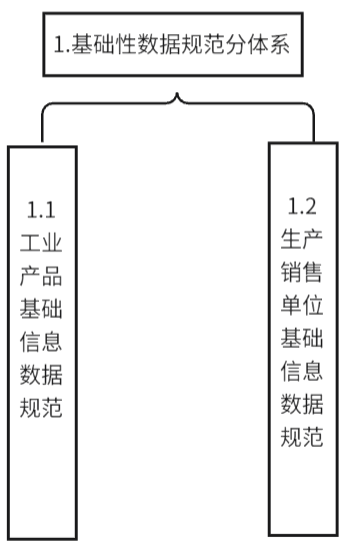 1.基础性数据规范分体系
1.1
工业
产品
基础
信息
数据
规范
1.2
生产
销售
单位
基础
信息
数据
规范